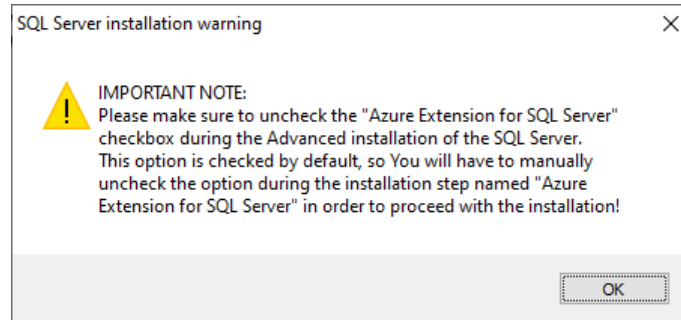 SQL Server installation warning
IMPORTANT NOTE:
Please make sure to uncheck the "Azure Extension for SQL Server"
checkbox during the Advanced installation of the SQL Server.
This option is checked by default, so You will have to manually
uncheck the option during the installation step named "Azure
Extension for SQL Server" in order to proceed with the installation!
OK